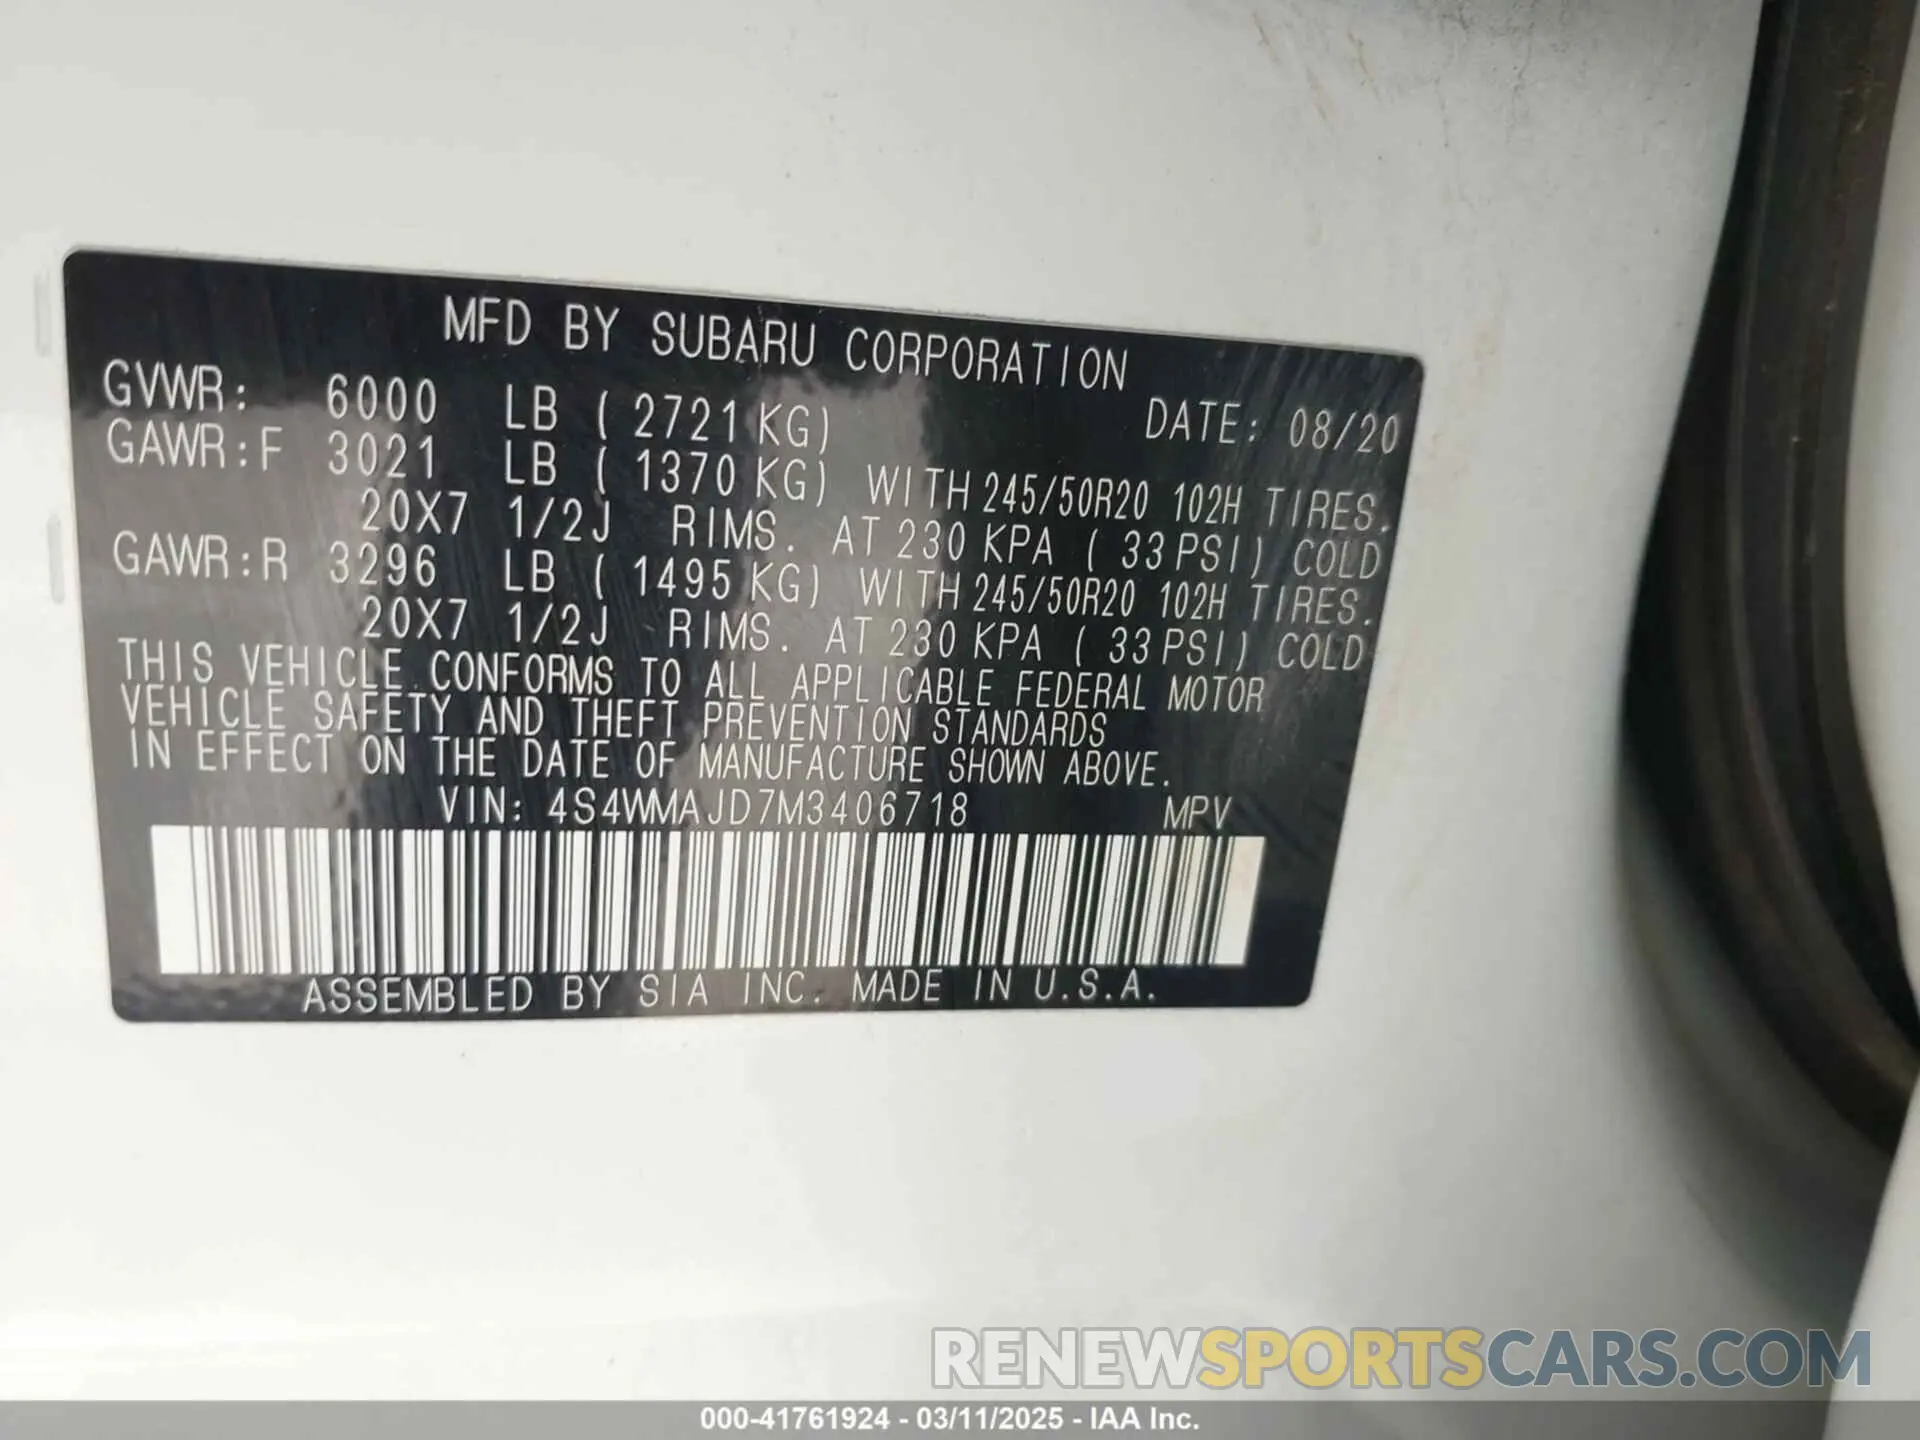 MFD BY SUBARU CORPORATION
GVWR: 6000 LB ( 2721 KG) DATE: 08/20
GAWR:F 3021 LB ( 1370 KG) WITH 245/50R20 102H TIRES.
20X7 1/2J RIMS. AT 230 KPA ( 33 PSI) COLD
GAWR:R 3296 LB ( 1495 KG) WITH 245/50R20 102H TIRES.
20X7 1/2J RIMS. AT 230 KPA ( 33 PSI) COLD
THIS VEHICLE CONFORMS TO ALL APPLICABLE FEDERAL MOTOR
VEHICLE SAFETY AND THEFT PREVENTION STANDARDS
IN EFFECT ON THE DATE OF MANUFACTURE SHOWN ABOVE.
VIN: 4S4WMAJD7M3406718 MPV
ASSEMBLED BY SIA INC. MADE IN U.S.A.
RENEWSPORTSCARS.COM
000-41761924 - 03/11/2025 - IAA Inc.